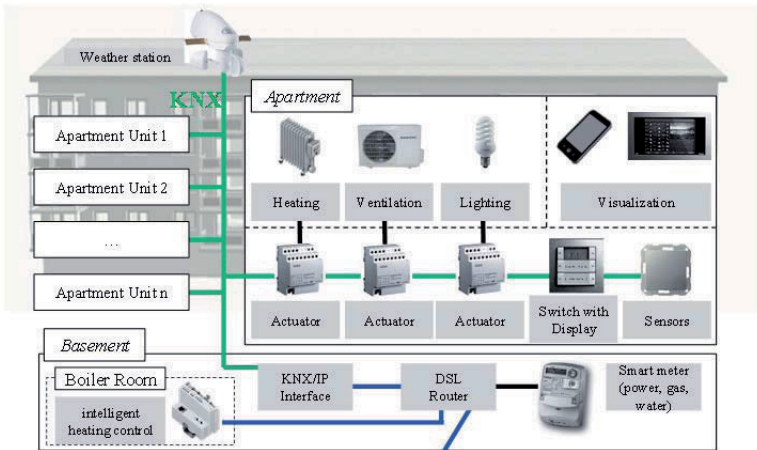 Weather station
KNX
Apartment
Apartment Unit 1
Apartment Unit 2
...
Apartment Unit n
Heating
Ventilation
Lighting
Visualization
Actuator
Actuator
Actuator
Switch with
Display
Sensors
Basement
Boiler Room
intelligent
heating control
KNX/IP
Interface
DSL
Router
Smart meter
(power, gas,
water)